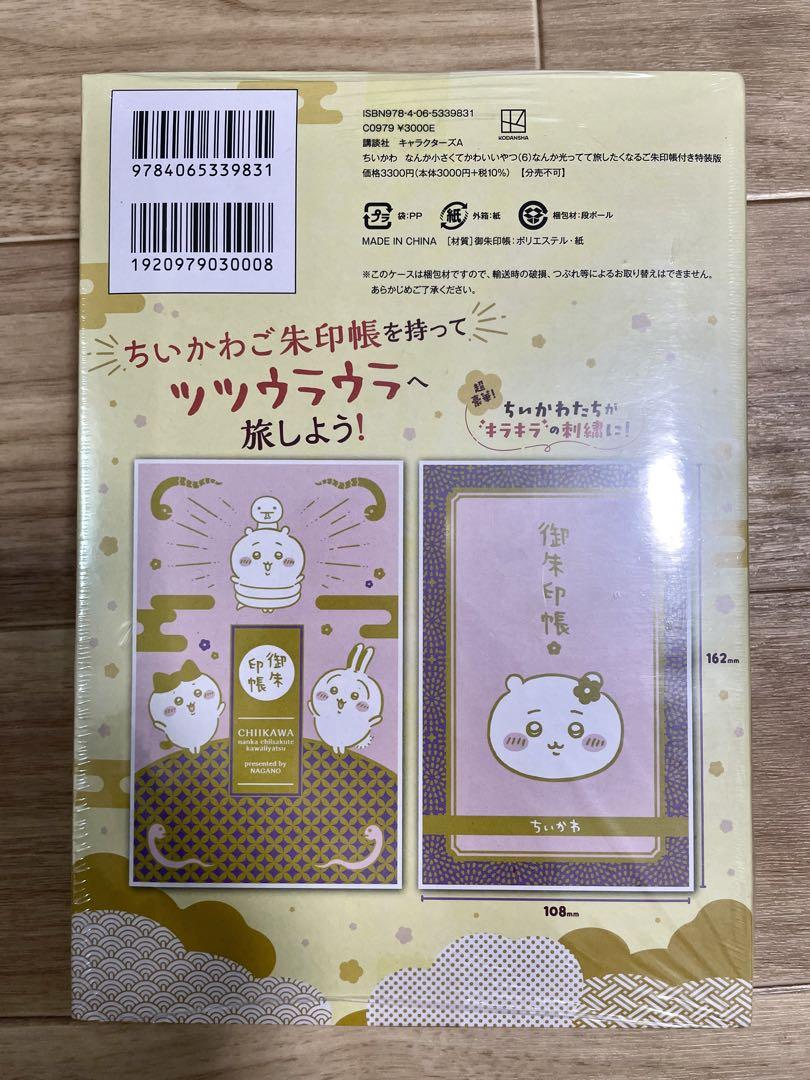 9784065339831
1920979030008
ISBN978-4-06-5339831
C0979 ¥3000E
講談社 キャラクターズA
KODANSHA
ちいかわ なんか小さくてかわいいやつ(6)なんか光ってて旅したくなるご朱印帳付き特装版
価格3300円(本体3000円+税10%) 【分売不可】
プラ 袋:PP 紙 外箱:紙 梱包材:段ボール
MADE IN CHINA [材質]御朱印帳:ポリエステル・紙
※このケースは梱包材ですので、輸送時の破損、つぶれ等によるお取り替えはできません。
あらかじめご了承ください。
ちいかわご朱印帳を持って
ツツウラウラへ
旅しよう!
超豪華!
ちいかわたちが
"キラキラ"の刺繍に!
御朱印帳
CHIIKAWA
nanka chiisakute
kawaiiyatsu
presented by
NAGANO
御朱印帳
ちいかわ
162mm
108mm